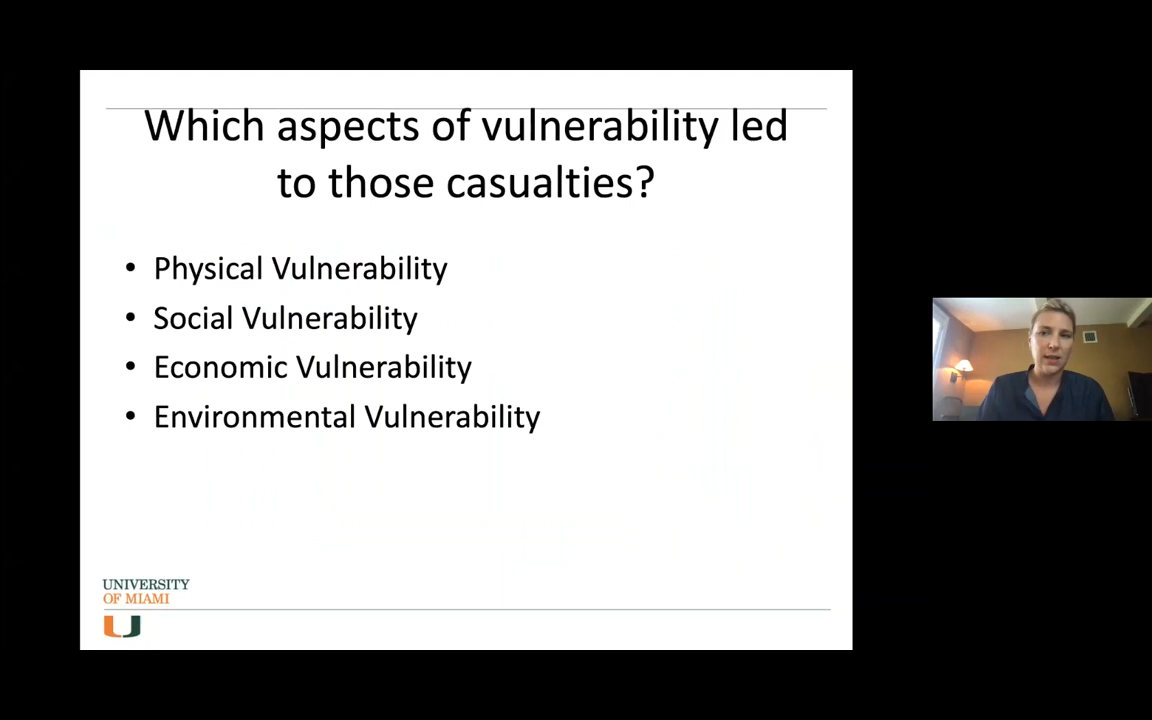 Which aspects of vulnerability led
to those casualties?
• Physical Vulnerability
• Social Vulnerability
• Economic Vulnerability
• Environmental Vulnerability
UNIVERSITY
OF MIAMI